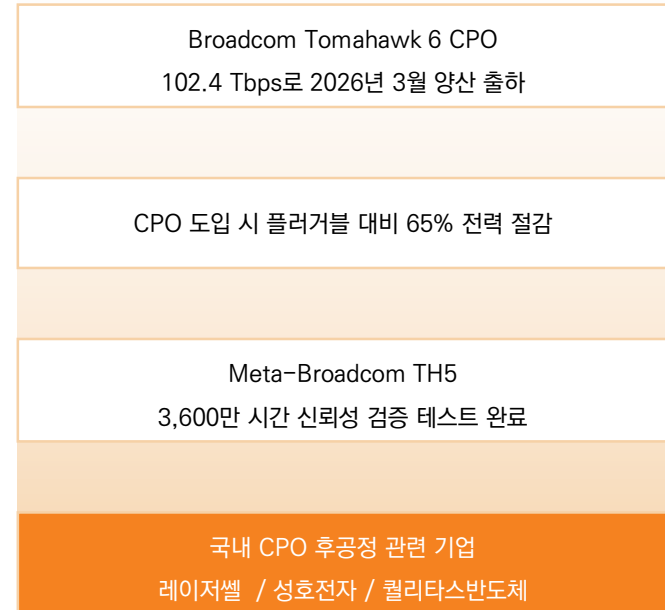 Broadcom Tomahawk 6 CPO
102.4 Tbps로 2026년 3월 양산 출하
CPO 도입 시 플러거블 대비 65% 전력 절감
Meta-Broadcom TH5
3,600만 시간 신뢰성 검증 테스트 완료
국내 CPO 후공정 관련 기업
레이저쎌 / 성호전자 / 퀄리타스반도체